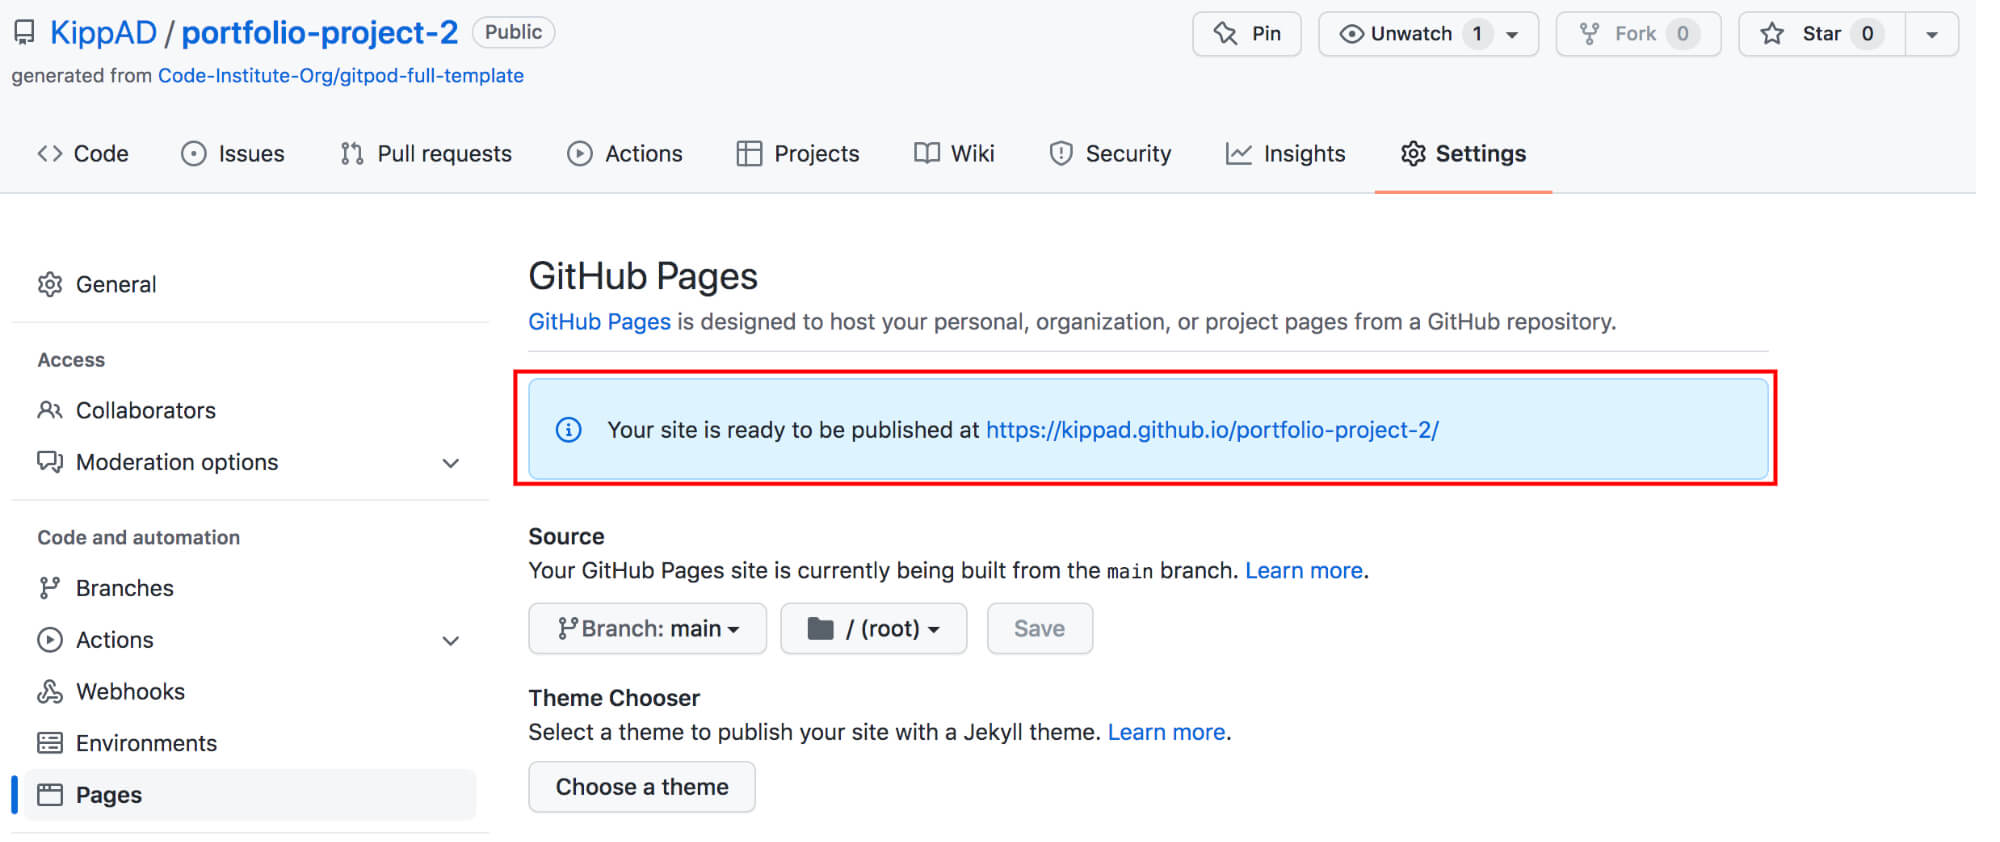 KippAD / portfolio-project-2 Public
Pin Unwatch 1 Fork 0 Star 0
generated from Code-Institute-Org/gitpod-full-template
Code Issues Pull requests Actions Projects Wiki Security Insights Settings
General
Access
Collaborators
Moderation options
Code and automation
Branches
Actions
Webhooks
Environments
Pages
GitHub Pages
GitHub Pages is designed to host your personal, organization, or project pages from a GitHub repository.
Your site is ready to be published at https://kippad.github.io/portfolio-project-2/
Source
Your GitHub Pages site is currently being built from the main branch. Learn more.
Branch: main / (root) Save
Theme Chooser
Select a theme to publish your site with a Jekyll theme. Learn more.
Choose a theme